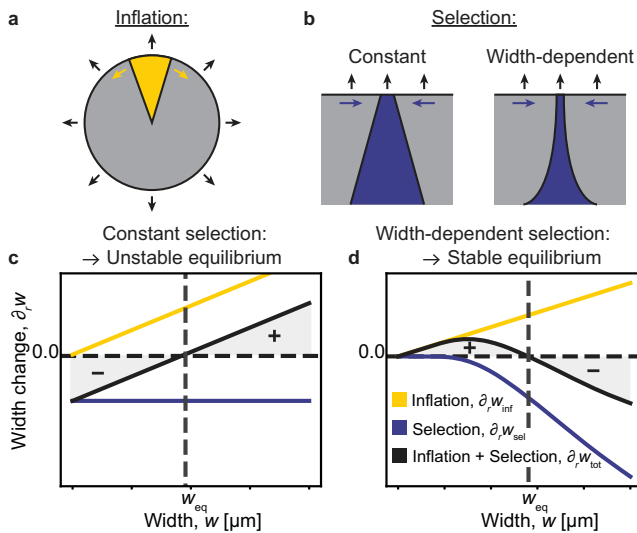 a
Inflation:
b
Selection:
Constant
Width-dependent
c
Constant selection:
→ Unstable equilibrium
Width change, ∂rw
0.0
+
−
weq
Width, w [µm]
d
Width-dependent selection:
→ Stable equilibrium
0.0
+
−
Inflation, ∂rwinf
Selection, ∂rwsel
Inflation + Selection, ∂rwtot
weq
Width, w [µm]